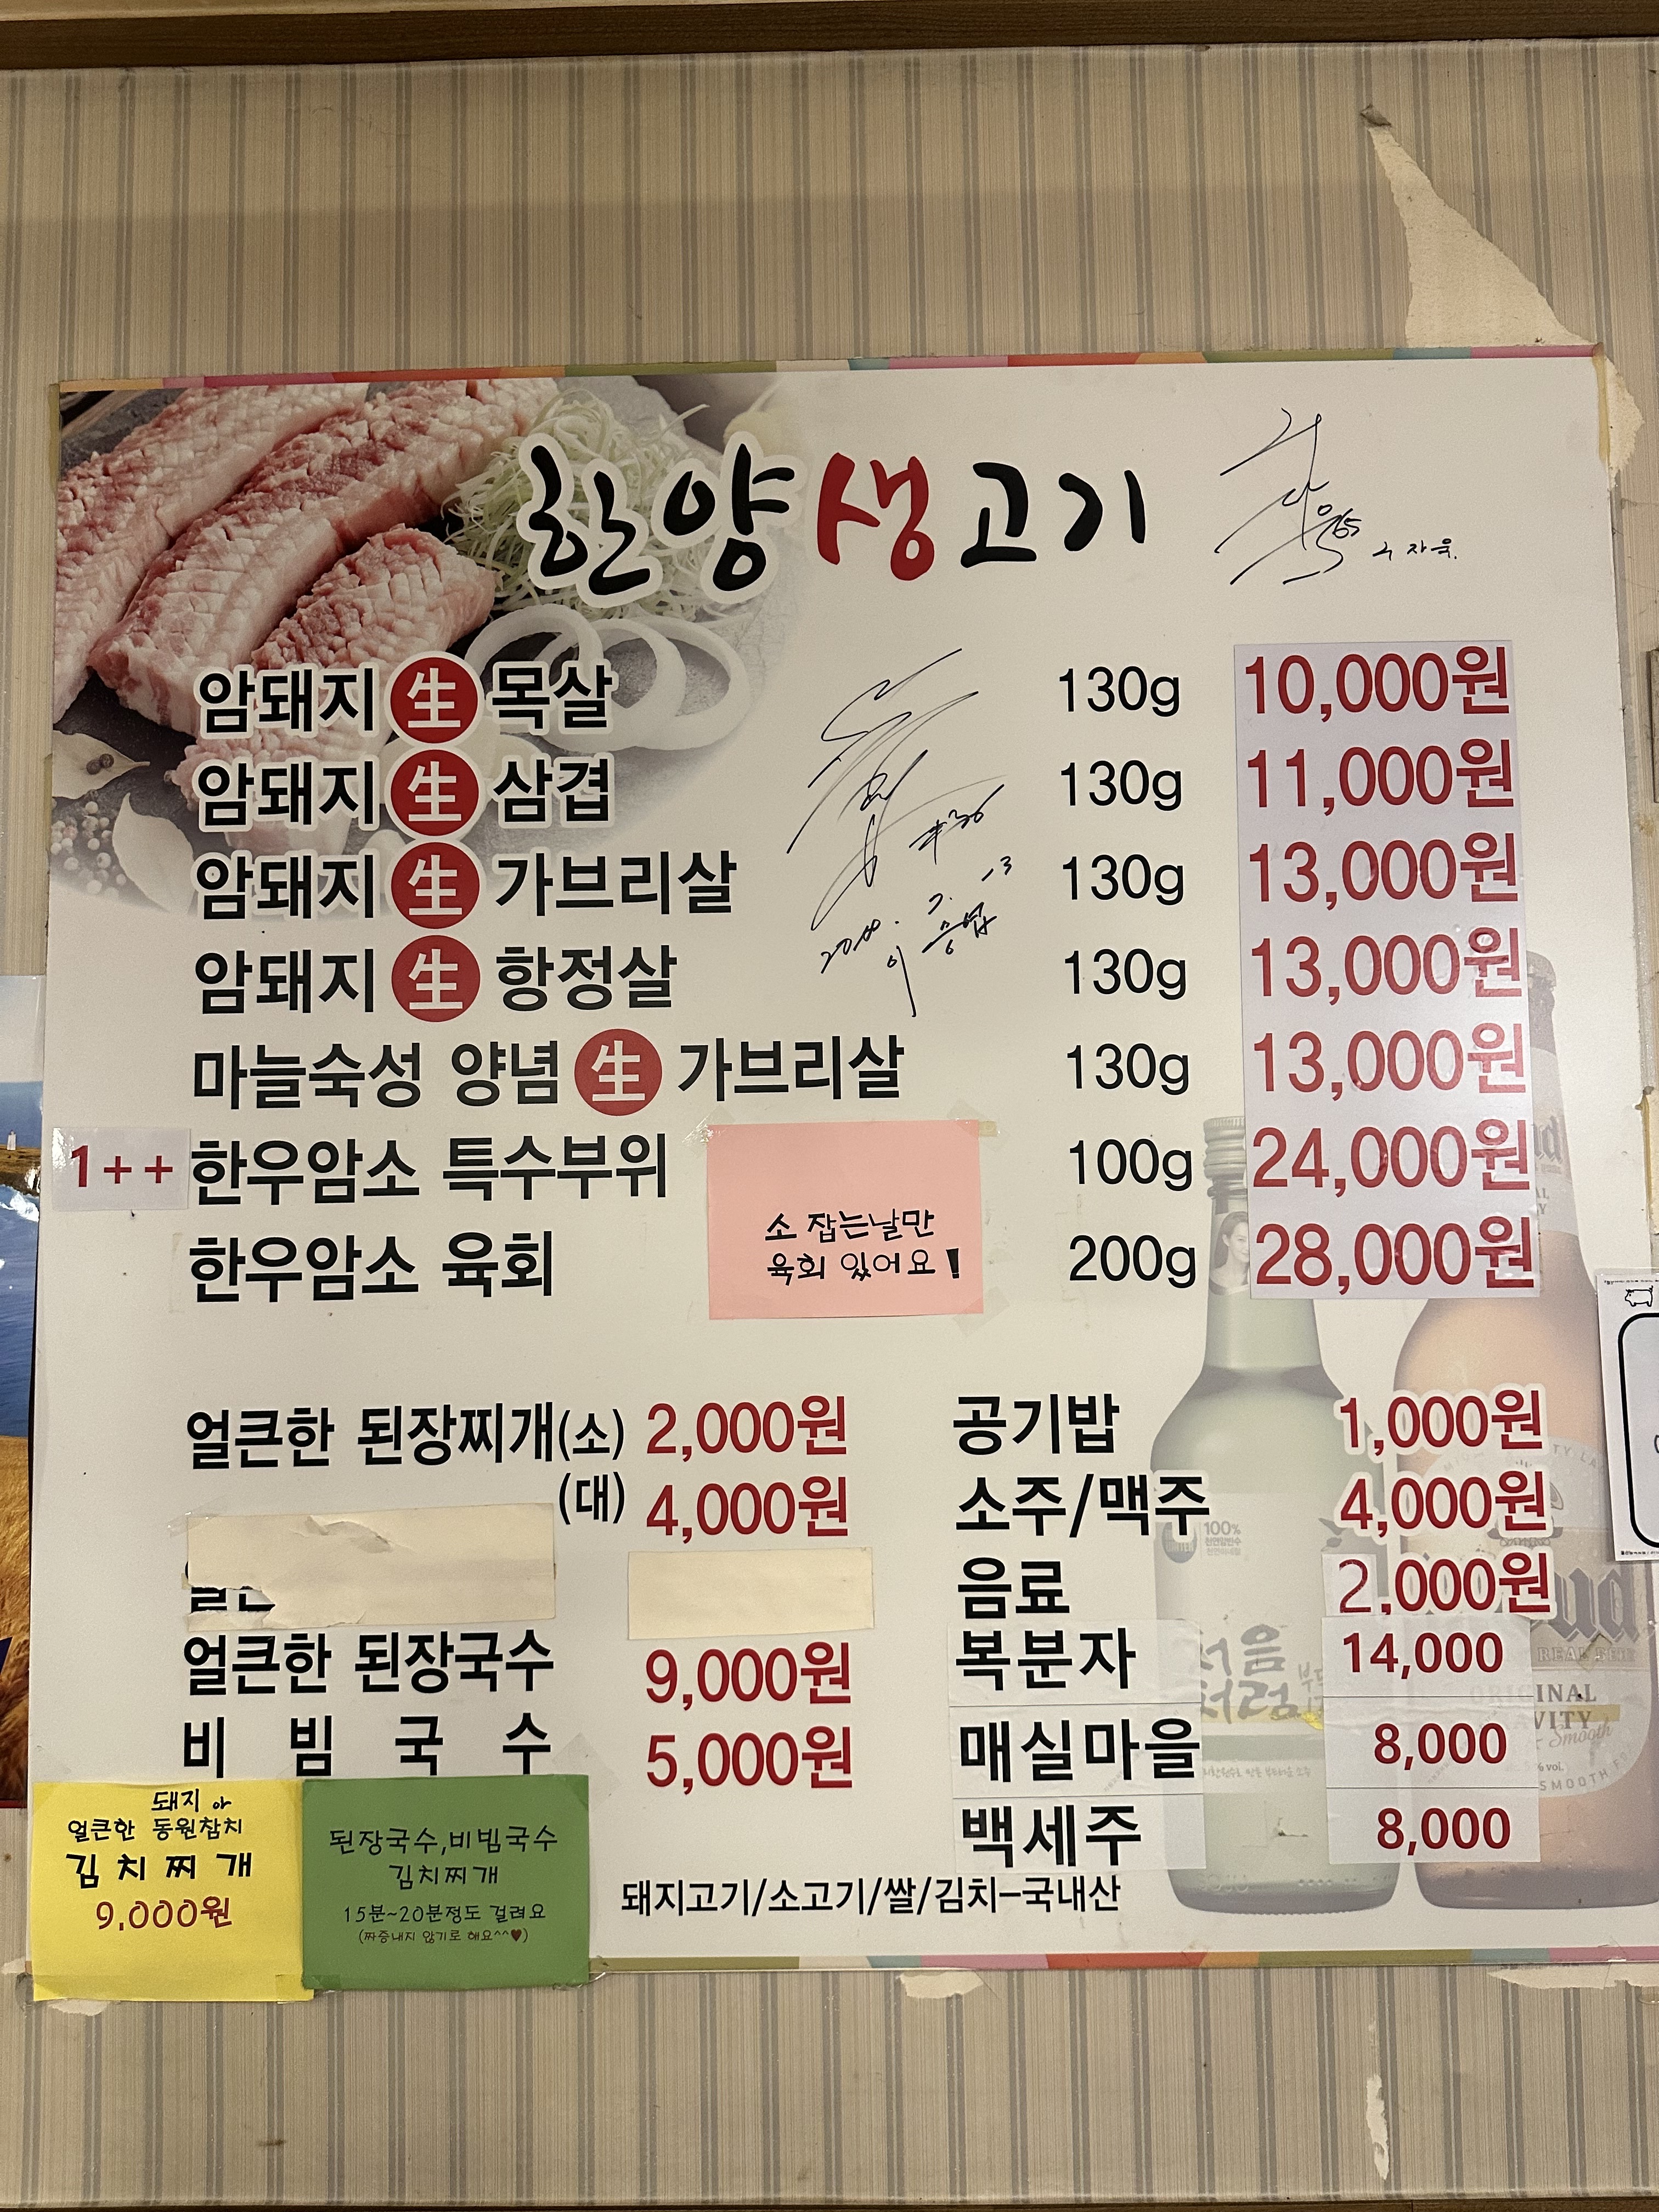 한양생고기
암돼지 生 목살 130g 10,000원
암돼지 生 삼겹 130g 11,000원
암돼지 生 가브리살 130g 13,000원
암돼지 生 항정살 130g 13,000원
마늘숙성 양념 生 가브리살 130g 13,000원
1++ 한우암소 특수부위 100g 24,000원
한우암소 육회 200g 28,000원
소 잡는날만
육회 있어요!
얼큰한 된장찌개(소) 2,000원
(대) 4,000원
얼큰한 된장국수 9,000원
비빔국수 5,000원
공기밥 1,000원
소주/맥주 4,000원
음료 2,000원
복분자 14,000
매실마을 8,000
백세주 8,000
돼지
얼큰한 동원참치
김치찌개
9,000원
된장국수,비빔국수
김치찌개
15분~20분정도 걸려요
(짜증내지 않기로 해요^^♥)
돼지고기/소고기/쌀/김치-국내산
100%
처음
처럼
ORIGINAL
GRAVITY
Smooth